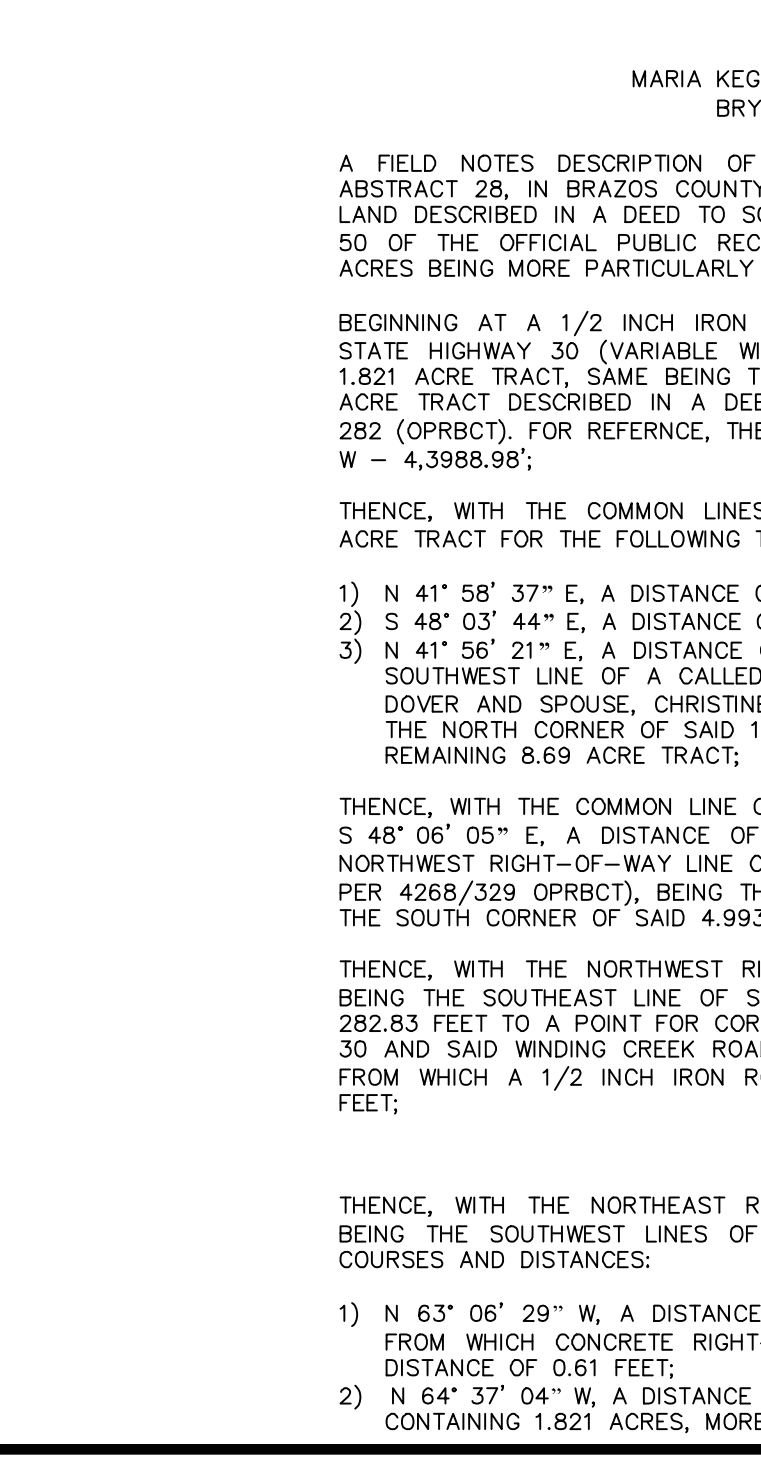 MARIA KEG
BRY
A FIELD NOTES DESCRIPTION OF
ABSTRACT 28, IN BRAZOS COUNTY
LAND DESCRIBED IN A DEED TO SC
50 OF THE OFFICIAL PUBLIC REC
ACRES BEING MORE PARTICULARLY
BEGINNING AT A 1/2 INCH IRON
STATE HIGHWAY 30 (VARIABLE WI
1.821 ACRE TRACT, SAME BEING T
ACRE TRACT DESCRIBED IN A DEE
282 (OPRBCT). FOR REFERNCE, THE
W – 4,3988.98';
THENCE, WITH THE COMMON LINES
ACRE TRACT FOR THE FOLLOWING T
1) N 41° 58' 37" E, A DISTANCE O
2) S 48° 03' 44" E, A DISTANCE O
3) N 41° 56' 21" E, A DISTANCE
SOUTHWEST LINE OF A CALLED
DOVER AND SPOUSE, CHRISTINE
THE NORTH CORNER OF SAID 1
REMAINING 8.69 ACRE TRACT;
THENCE, WITH THE COMMON LINE O
S 48° 06' 05" E, A DISTANCE OF
NORTHWEST RIGHT–OF–WAY LINE O
PER 4268/329 OPRBCT), BEING TH
THE SOUTH CORNER OF SAID 4.993
THENCE, WITH THE NORTHWEST RI
BEING THE SOUTHEAST LINE OF S
282.83 FEET TO A POINT FOR COR
30 AND SAID WINDING CREEK ROA
FROM WHICH A 1/2 INCH IRON RO
FEET;
THENCE, WITH THE NORTHEAST R
BEING THE SOUTHWEST LINES OF
COURSES AND DISTANCES:
1) N 63° 06' 29" W, A DISTANCE
FROM WHICH CONCRETE RIGHT–
DISTANCE OF 0.61 FEET;
2) N 64° 37' 04" W, A DISTANCE
CONTAINING 1.821 ACRES, MORE